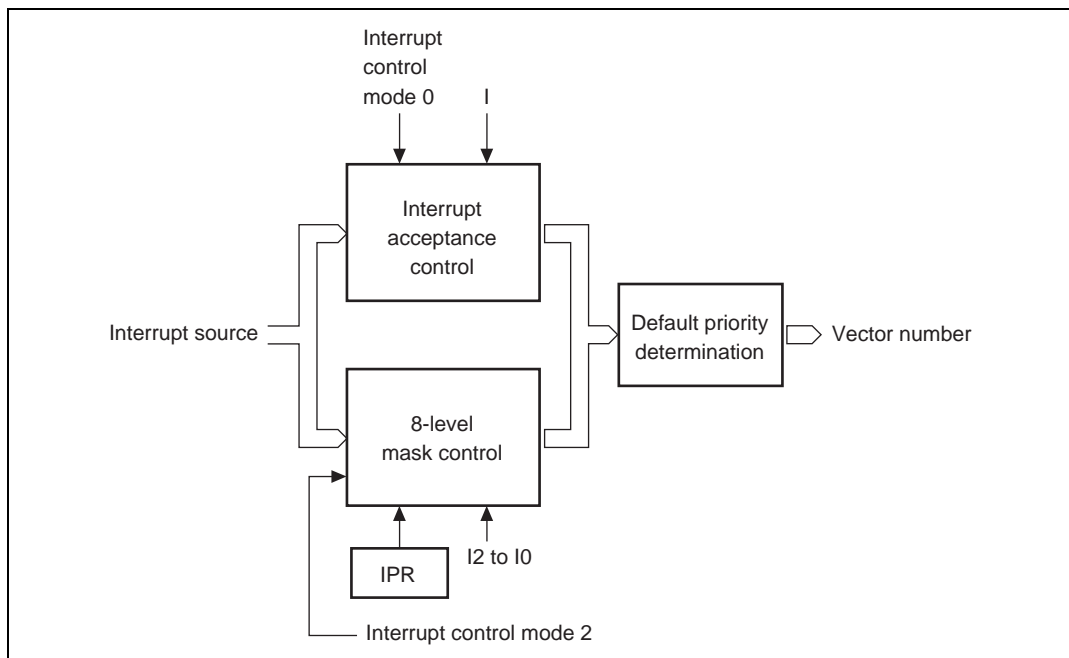 Interrupt
control
mode 0
I
Interrupt
acceptance
control
Interrupt source
Default priority
determination
Vector number
8-level
mask control
I2 to I0
IPR
Interrupt control mode 2